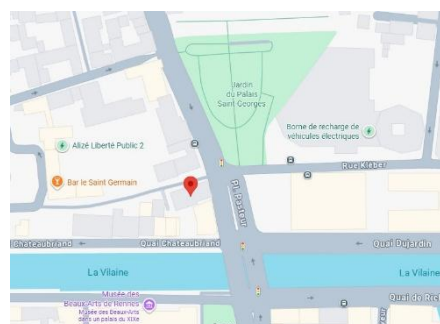 Jardin
du Palais
Saint Georges
Borne de recharge de
véhicules électriques
Alizé Liberté Public 2
Rue Kléber
Bar le Saint Germain
Pl. Pasteur
Chateaubriand
Quai Chateaubriand
Quai Dujardin
La Vilaine
La Vilaine
Musée des
Beaux-Arts de Rennes
Musée des Beaux-Arts
dans un palais du XIXe
Quai de Ric